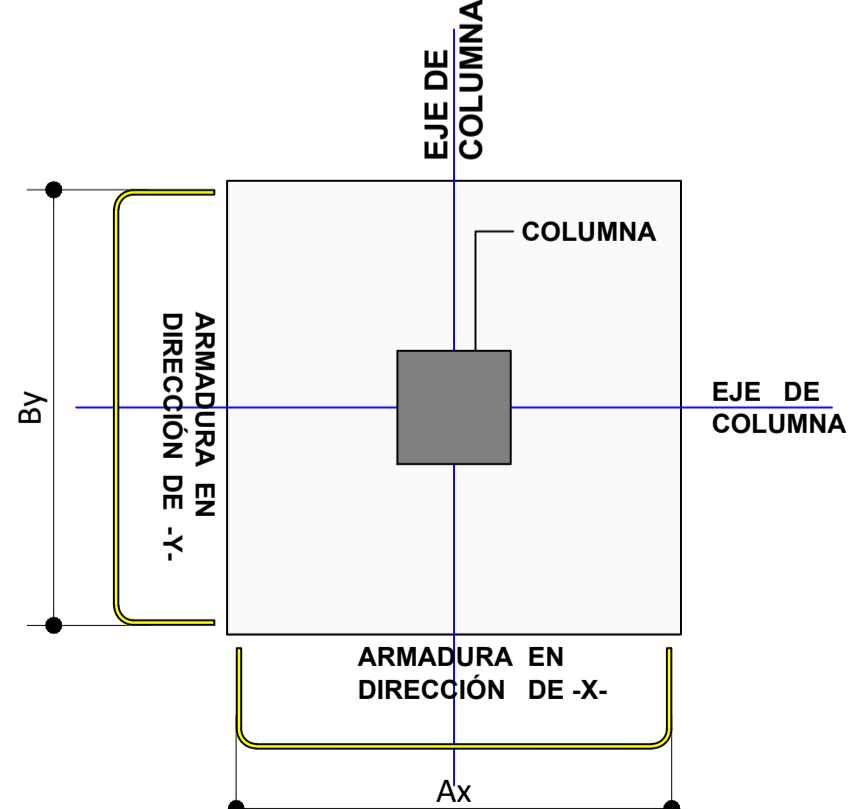 EJE DE
COLUMNA
COLUMNA
EJE DE
COLUMNA
ARMADURA EN
DIRECCIÓN DE -Y-
By
ARMADURA EN
DIRECCIÓN DE -X-
Ax